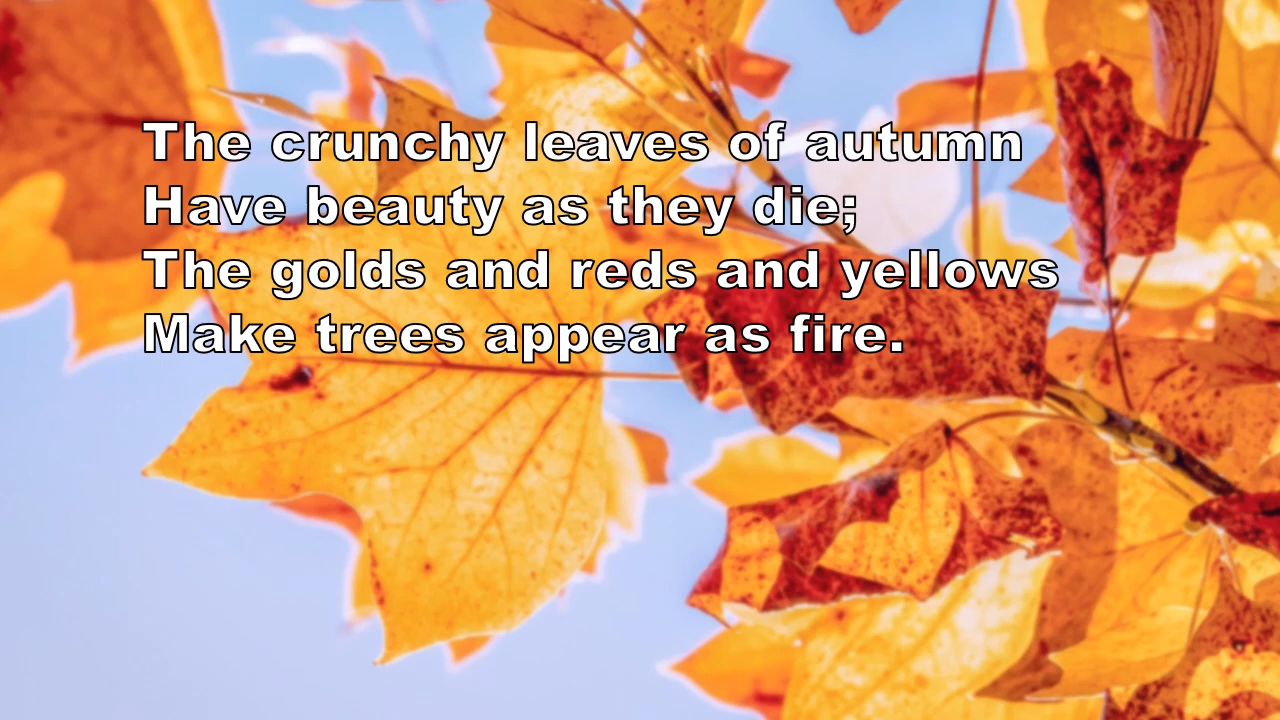 The crunchy leaves of autumn
Have beauty as they die;
The golds and reds and yellows
Make trees appear as fire.